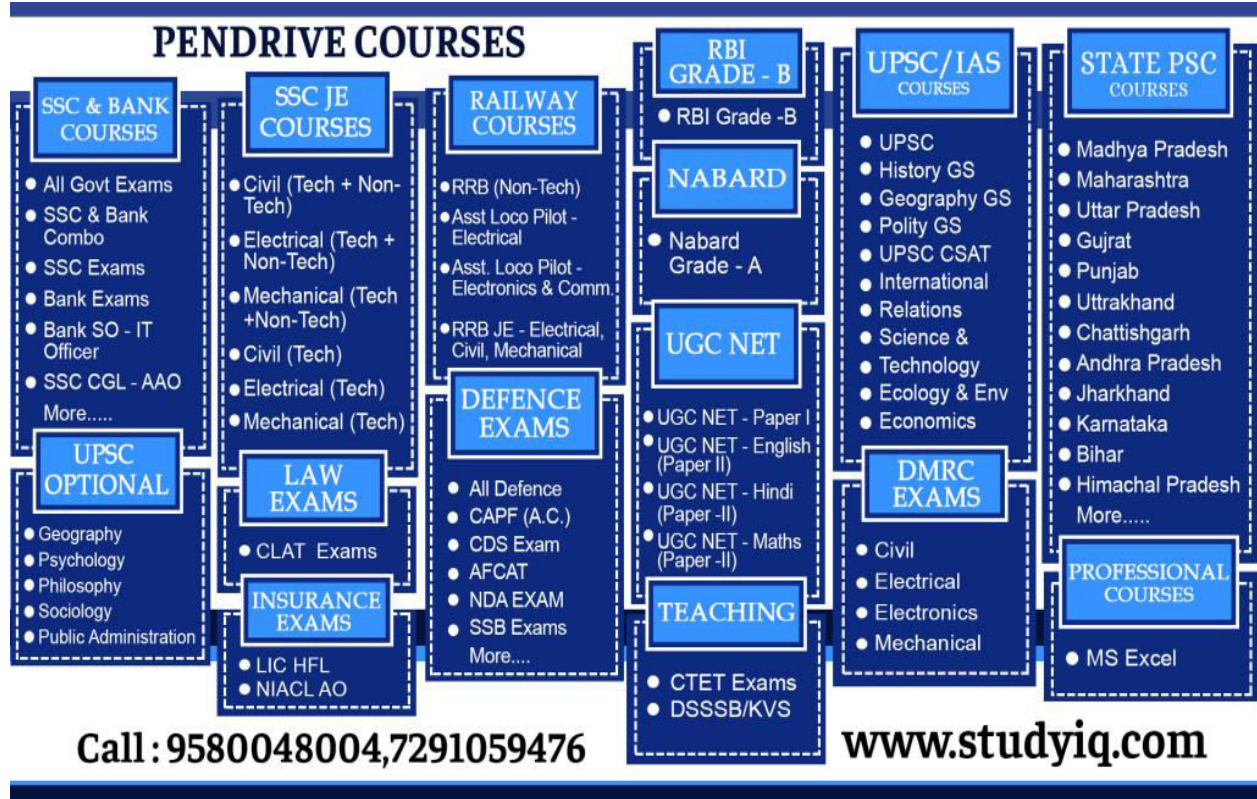 PENDRIVE COURSES
SSC & BANK
COURSES
● All Govt Exams
● SSC & Bank
Combo
● SSC Exams
● Bank Exams
● Bank SO - IT
Officer
● SSC CGL - AAO
More.....
UPSC
OPTIONAL
● Geography
● Psychology
● Philosophy
● Sociology
● Public Administration
SSC JE
COURSES
● Civil (Tech + Non-
Tech)
● Electrical (Tech +
Non-Tech)
● Mechanical (Tech
+Non-Tech)
● Civil (Tech)
● Electrical (Tech)
● Mechanical (Tech)
LAW
EXAMS
● CLAT Exams
INSURANCE
EXAMS
● LIC HFL
● NIACL AO
RAILWAY
COURSES
● RRB (Non-Tech)
● Asst Loco Pilot -
Electrical
● Asst. Loco Pilot -
Electronics & Comm.
● RRB JE - Electrical,
Civil, Mechanical
DEFENCE
EXAMS
● All Defence
● CAPF (A.C.)
● CDS Exam
● AFCAT
● NDA EXAM
● SSB Exams
More....
RBI
GRADE - B
● RBI Grade -B
NABARD
● Nabard
Grade - A
UGC NET
● UGC NET - Paper I
● UGC NET - English
(Paper II)
● UGC NET - Hindi
(Paper -II)
● UGC NET - Maths
(Paper -II)
TEACHING
● CTET Exams
● DSSSB/KVS
UPSC/IAS
COURSES
● UPSC
● History GS
● Geography GS
● Polity GS
● UPSC CSAT
● International
● Relations
● Science &
● Technology
● Ecology & Env
● Economics
DMRC
EXAMS
● Civil
● Electrical
● Electronics
● Mechanical
STATE PSC
COURSES
● Madhya Pradesh
● Maharashtra
● Uttar Pradesh
● Gujrat
● Punjab
● Uttrakhand
● Chattishgarh
● Andhra Pradesh
● Jharkhand
● Karnataka
● Bihar
● Himachal Pradesh
More.....
PROFESSIONAL
COURSES
● MS Excel
Call : 9580048004,7291059476
www.studyiq.com